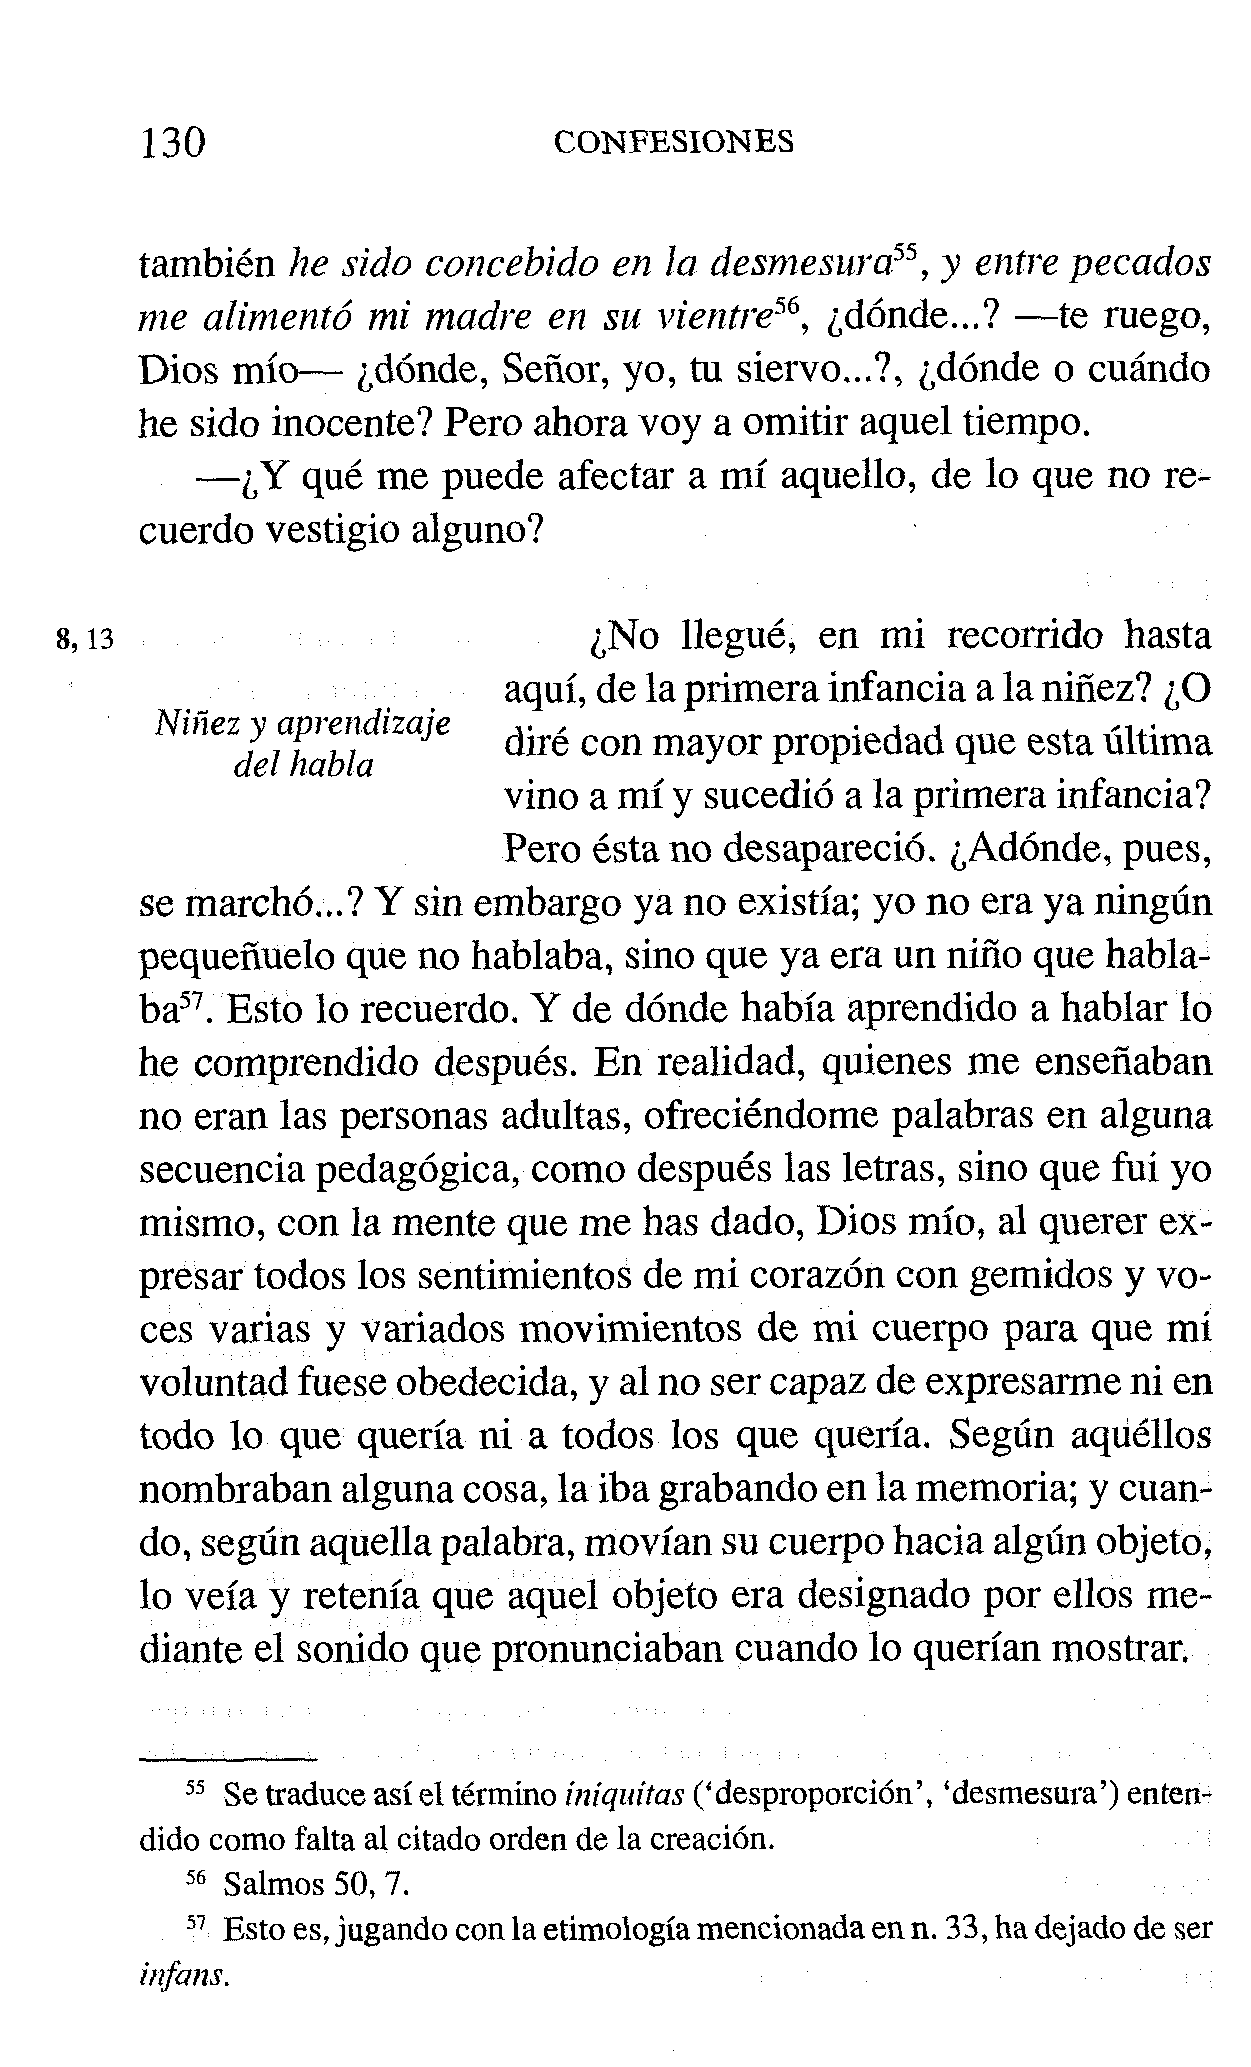 130 CONFESIONES
también he sido concebido en la desmesura⁵⁵, y entre pecados
me alimentó mi madre en su vientre⁵⁶, ¿dónde...? —te ruego,
Dios mío— ¿dónde, Señor, yo, tu siervo...?, ¿dónde o cuándo
he sido inocente? Pero ahora voy a omitir aquel tiempo.
—¿Y qué me puede afectar a mí aquello, de lo que no re-
cuerdo vestigio alguno?
8, 13
Niñez y aprendizaje
del habla
¿No llegué, en mi recorrido hasta
aquí, de la primera infancia a la niñez? ¿O
diré con mayor propiedad que esta última
vino a mí y sucedió a la primera infancia?
Pero ésta no desapareció. ¿Adónde, pues,
se marchó...? Y sin embargo ya no existía; yo no era ya ningún
pequeñuelo que no hablaba, sino que ya era un niño que habla-
ba⁵⁷. Esto lo recuerdo. Y de dónde había aprendido a hablar lo
he comprendido después. En realidad, quienes me enseñaban
no eran las personas adultas, ofreciéndome palabras en alguna
secuencia pedagógica, como después las letras, sino que fui yo
mismo, con la mente que me has dado, Dios mío, al querer ex-
presar todos los sentimientos de mi corazón con gemidos y vo-
ces varias y variados movimientos de mi cuerpo para que mi
voluntad fuese obedecida, y al no ser capaz de expresarme ni en
todo lo que quería ni a todos los que quería. Según aquéllos
nombraban alguna cosa, la iba grabando en la memoria; y cuan-
do, según aquella palabra, movían su cuerpo hacia algún objeto,
lo veía y retenía que aquel objeto era designado por ellos me-
diante el sonido que pronunciaban cuando lo querían mostrar.
⁵⁵ Se traduce así el término iniquitas (‘desproporción’, ‘desmesura’) enten-
dido como falta al citado orden de la creación.
⁵⁶ Salmos 50, 7.
⁵⁷ Esto es, jugando con la etimología mencionada en n. 33, ha dejado de ser
infans.